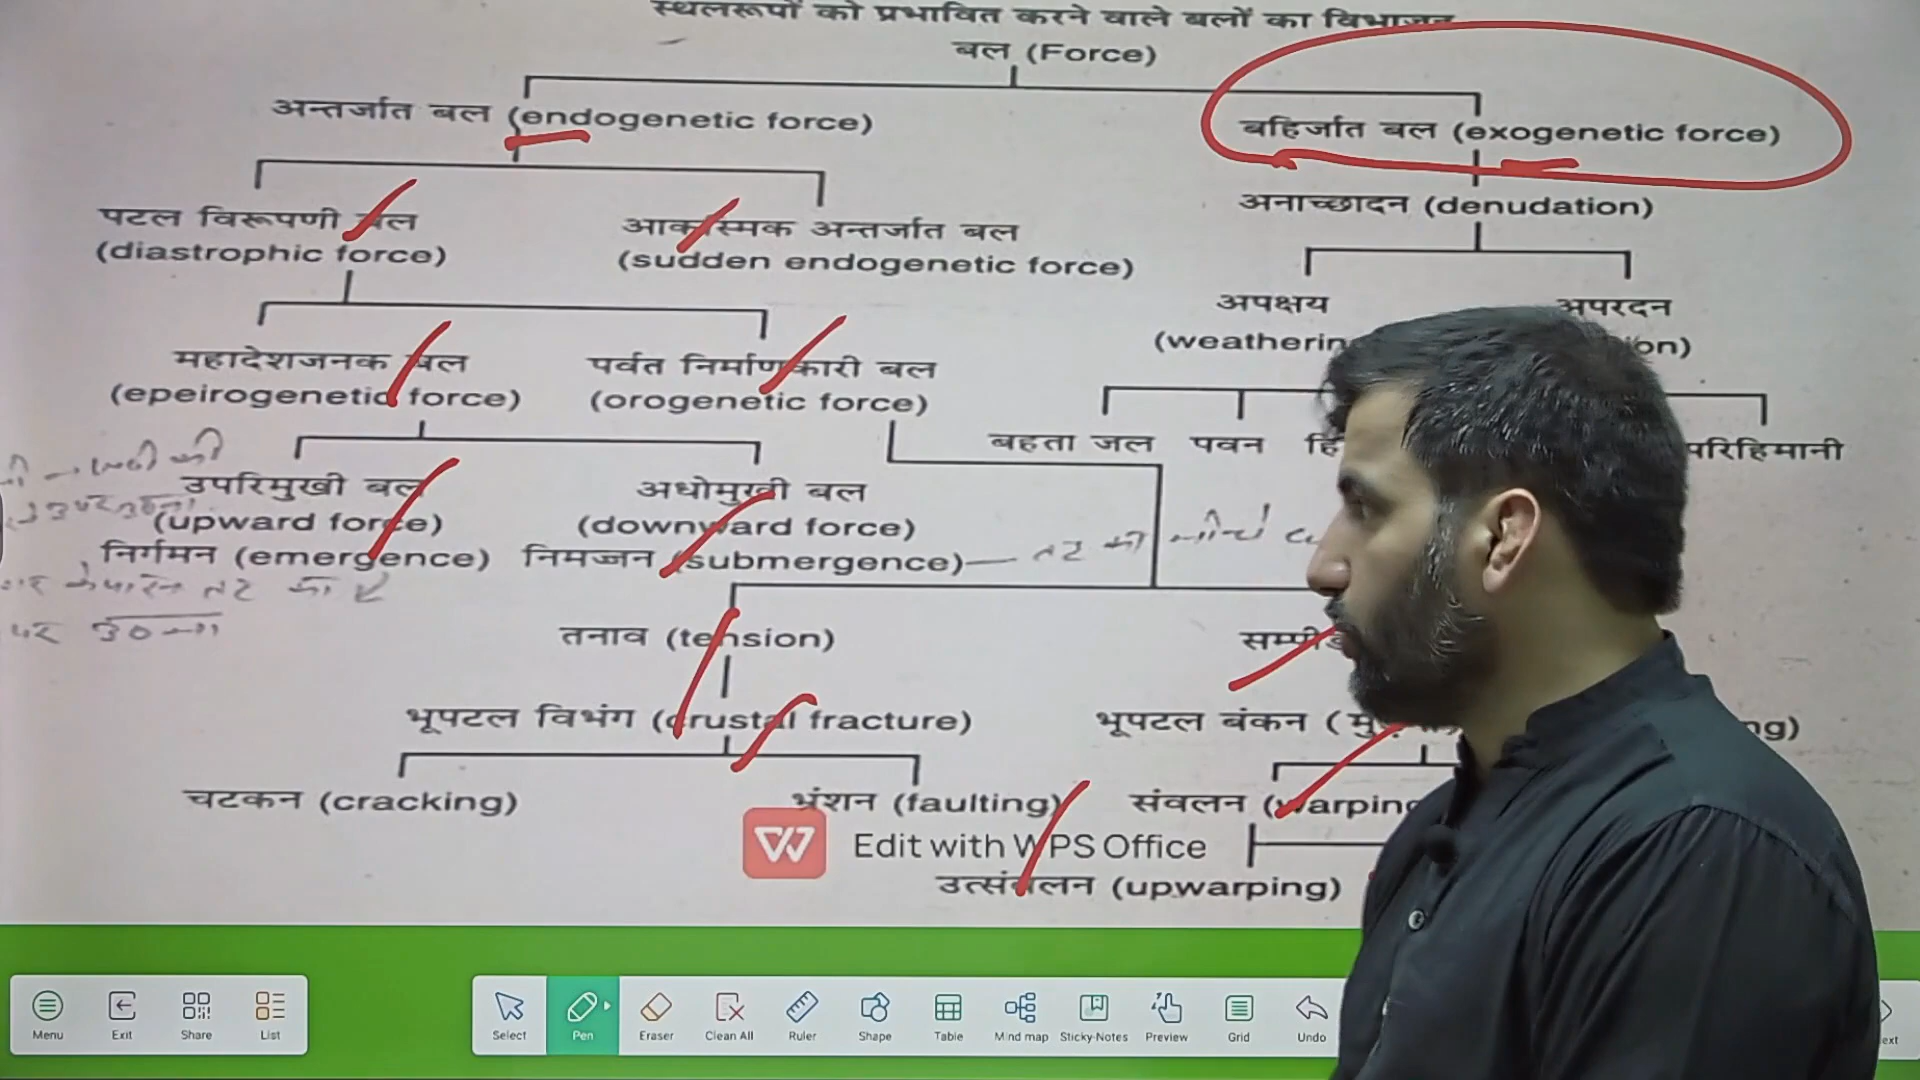 स्थलरूपों को प्रभावित करने वाले बलों का विभाजन
बल (Force)
अन्तर्जात बल (endogenetic force)
बहिर्जात बल (exogenetic force)
पटल विरूपणी बल
(diastrophic force)
आकस्मिक अन्तर्जात बल
(sudden endogenetic force)
अनाच्छादन (denudation)
अपक्षय
(weatherin
अपरदन
on)
महादेशजनक बल
(epeirogenetic force)
पर्वत निर्माणकारी बल
(orogenetic force)
बहता जल पवन हि परिहिमानी
उपरिमुखी बल
(upward force)
निर्गमन (emergence)
अधोमुखी बल
(downward force)
निमज्जन (submergence)
तनाव (tension)
भूपटल विभंग (crustal fracture)
भूपटल बंकन ng)
चटकन (cracking)
भ्रंशन (faulting)
संवलन (warping
Edit with WPS Office
उत्संवलन (upwarping)
Menu Exit Share List Select Pen Eraser Clean All Ruler Shape Table Mind map Sticky-Notes Preview Grid Undo ext